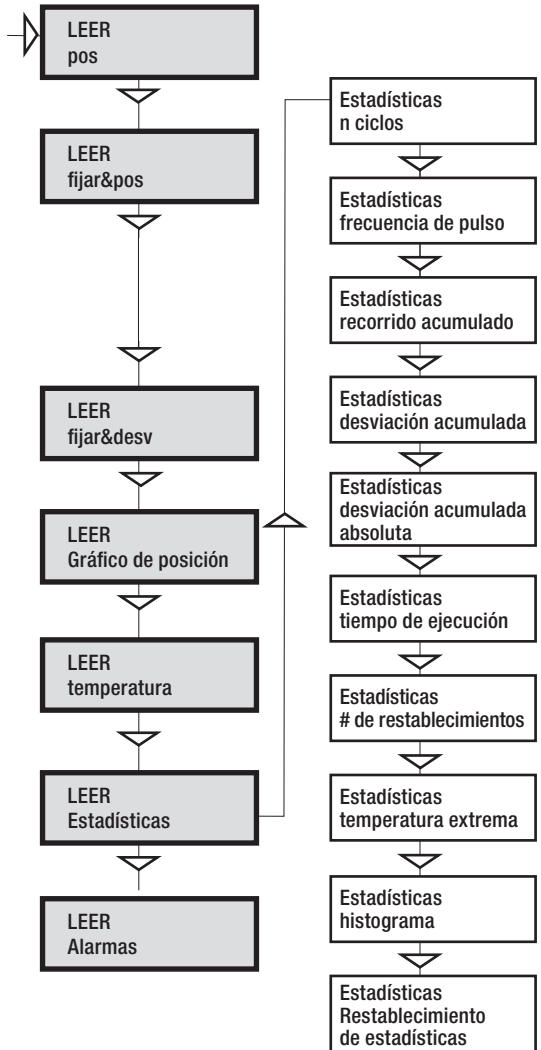 LEER
pos
LEER
fijar&pos
LEER
fijar&desv
LEER
Gráfico de posición
LEER
temperatura
LEER
Estadísticas
LEER
Alarmas
Estadísticas
n ciclos
Estadísticas
frecuencia de pulso
Estadísticas
recorrido acumulado
Estadísticas
desviación acumulada
Estadísticas
desviación acumulada
absoluta
Estadísticas
tiempo de ejecución
Estadísticas
# de restablecimientos
Estadísticas
temperatura extrema
Estadísticas
histograma
Estadísticas
Restablecimiento
de estadísticas